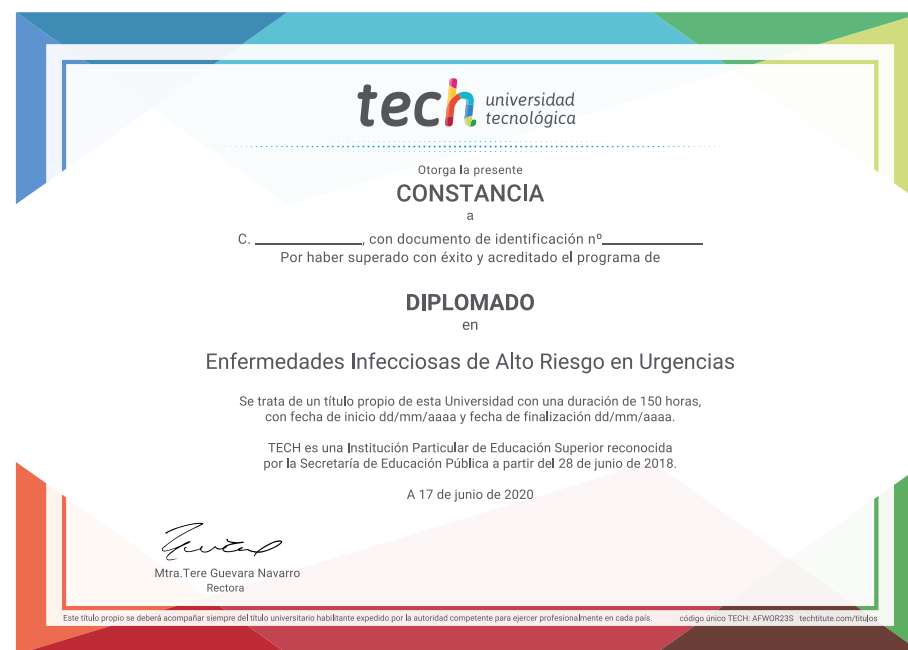 tech universidad
tecnológica
Otorga la presente
CONSTANCIA
a
C. ____________, con documento de identificación nº____________
Por haber superado con éxito y acreditado el programa de
DIPLOMADO
en
Enfermedades Infecciosas de Alto Riesgo en Urgencias
Se trata de un título propio de esta Universidad con una duración de 150 horas,
con fecha de inicio dd/mm/aaaa y fecha de finalización dd/mm/aaaa.
TECH es una Institución Particular de Educación Superior reconocida
por la Secretaría de Educación Pública a partir del 28 de junio de 2018.
A 17 de junio de 2020
Mtra.Tere Guevara Navarro
Rectora
Este título propio se deberá acompañar siempre del título universitario habilitante expedido por la autoridad competente para ejercer profesionalmente en cada país. código único TECH: AFWOR23S techtitute.com/titulos